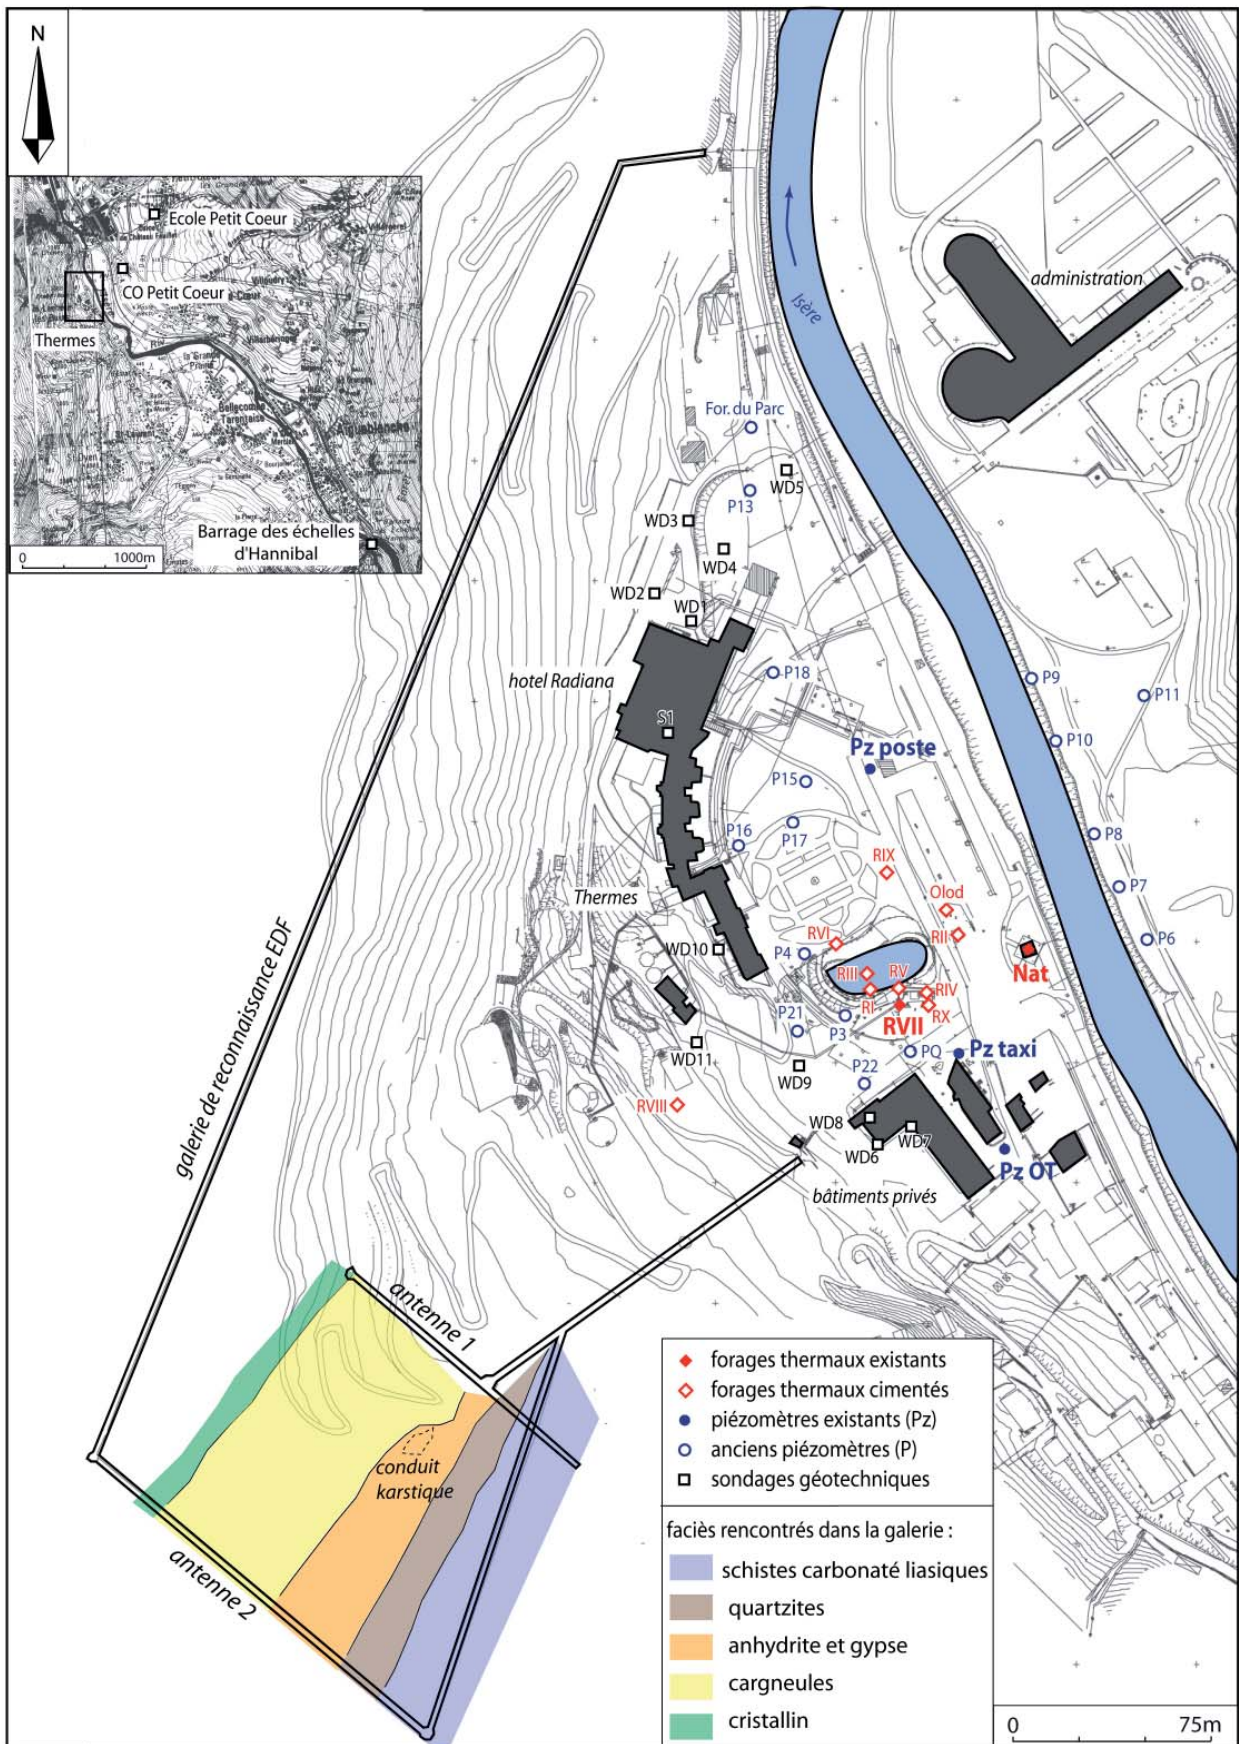 N
Ecole Petit Coeur
CO Petit Coeur
Thermes
Barrage des échelles
d'Hannibal
0 1000m
Isère
administration
For. du Parc
WD5
P13
WD3
WD4
WD2
WD1
hotel Radiana
P18
P9
P11
S1
P10
Pz poste
P15
P17
P16
P8
RIX
P7
Thermes
Olod
RVI
RII
P6
WD10
P4
Nat
RIII
RV
RIV
RI
RX
P21
P3
RVII
PQ
Pz taxi
WD11
WD9
P22
RVIII
WD8
WD7
WD6
Pz OT
bâtiments privés
galerie de reconnaissance EDF
antenne 1
conduit
karstique
antenne 2
forages thermaux existants
forages thermaux cimentés
piézomètres existants (Pz)
anciens piézomètres (P)
sondages géotechniques
faciès rencontrés dans la galerie :
schistes carbonaté liasiques
quartzites
anhydrite et gypse
cargneules
cristallin
0 75m